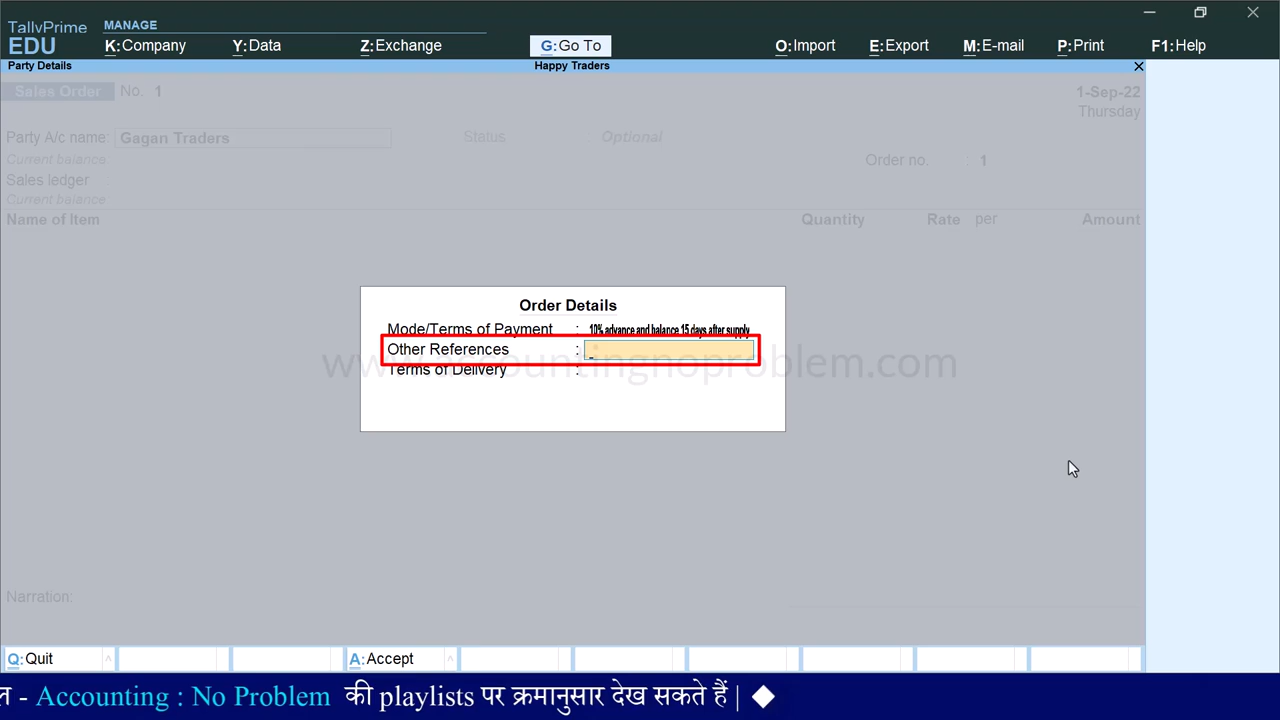 TallyPrime
EDU
MANAGE
K:Company Y:Data Z:Exchange G:Go To O:Import E:Export M:E-mail P:Print F1:Help
Party Details Happy Traders
Sales Order No. 1 1-Sep-22
Thursday
Party A/c name: Gagan Traders Status Optional
Current balance:
Order no. : 1
Sales ledger
Current balance:
Name of Item Quantity Rate per Amount
Order Details
Mode/Terms of Payment : 10% advance and balance 15 days after supply
Other References :
www.accountingnoproblem.com
Terms of Delivery :
Narration:
Q:Quit A:Accept
ल - Accounting : No Problem की playlists पर क्रमानुसार देख सकते हैं | ◆